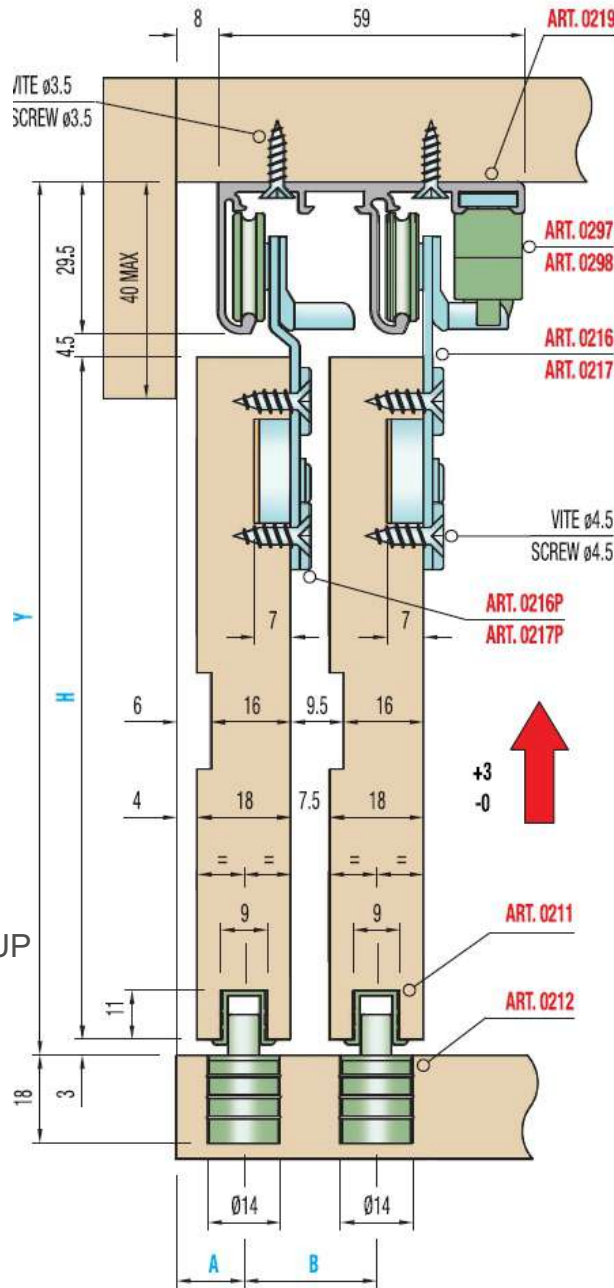 8
59
ART. 0219
VITE ø3.5
SCREW ø3.5
29.5
40 MAX
4.5
ART. 0297
ART. 0298
ART. 0216
ART. 0217
VITE ø4.5
SCREW ø4.5
7
7
ART. 0216P
ART. 0217P
Y
H
6
16
9.5
16
+3
-0
4
18
7.5
18
= =
= =
9
9
ART. 0211
UP
11
ART. 0212
18
3
Ø14
Ø14
A
B